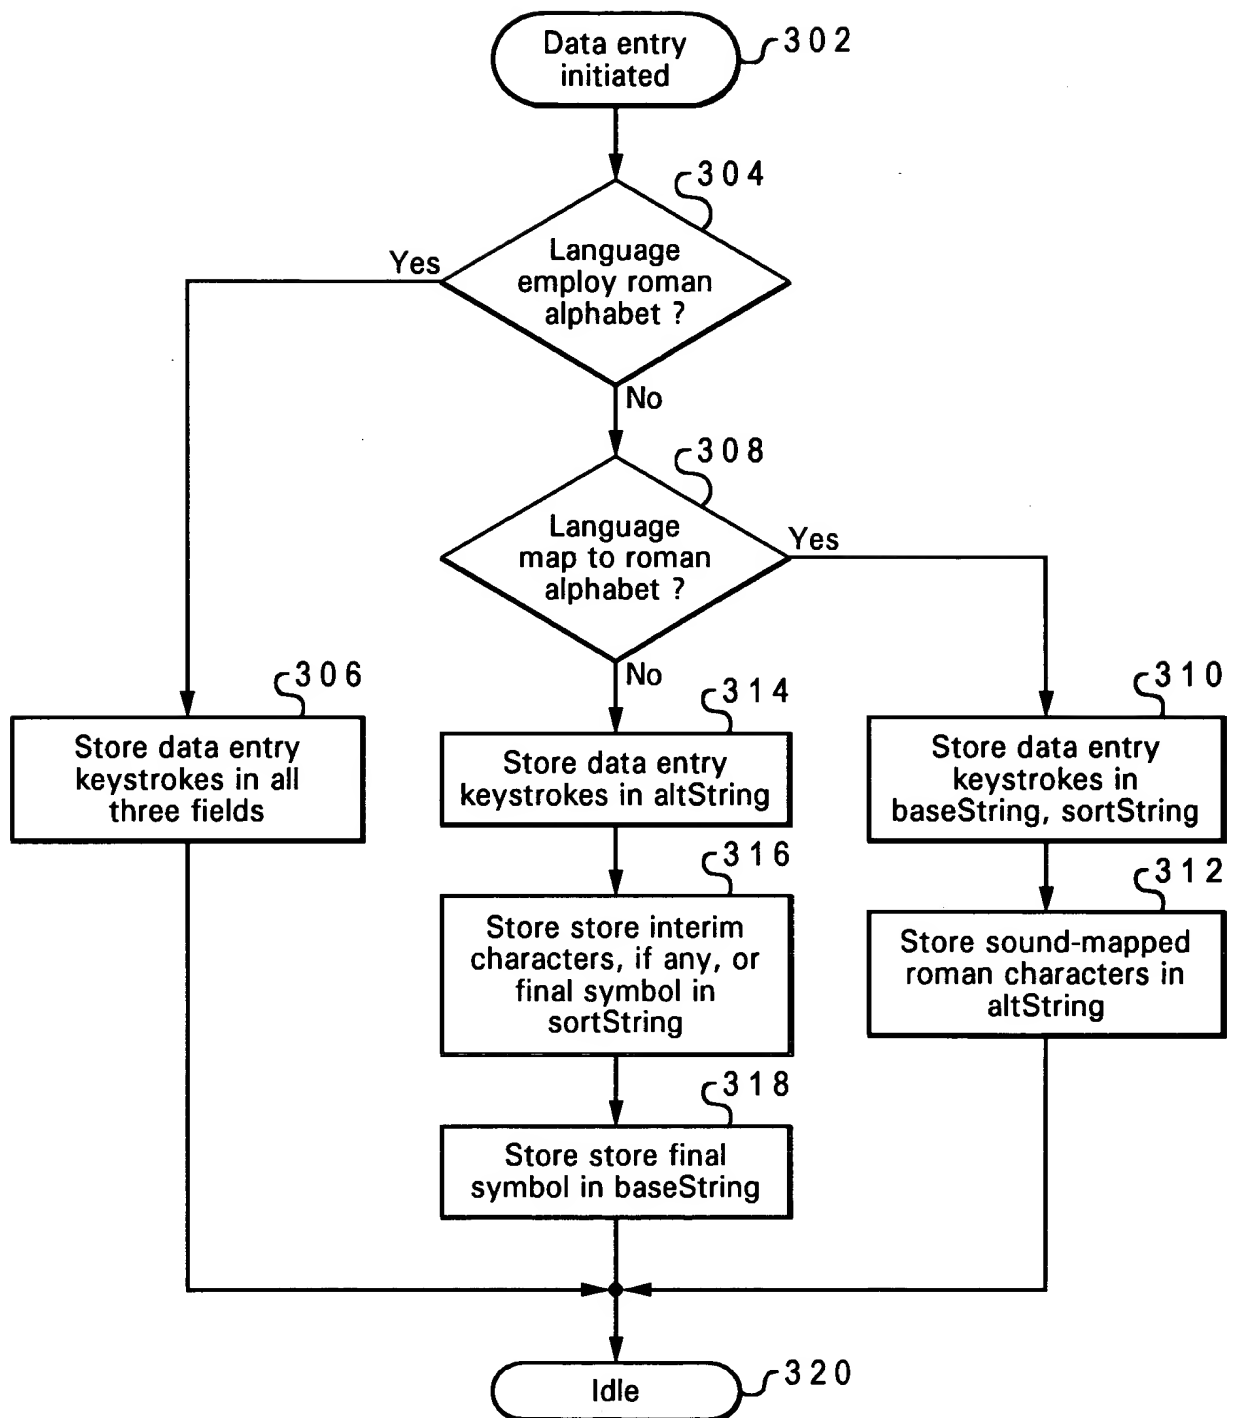 Data entry
initiated
302
304
Language
employ roman
alphabet ?
Yes
No
308
Language
map to roman
alphabet ?
Yes
No
306
Store data entry
keystrokes in all
three fields
314
Store data entry
keystrokes in altString
310
Store data entry
keystrokes in
baseString, sortString
316
Store store interim
characters, if any, or
final symbol in
sortString
312
Store sound-mapped
roman characters in
altString
318
Store store final
symbol in baseString
Idle
320